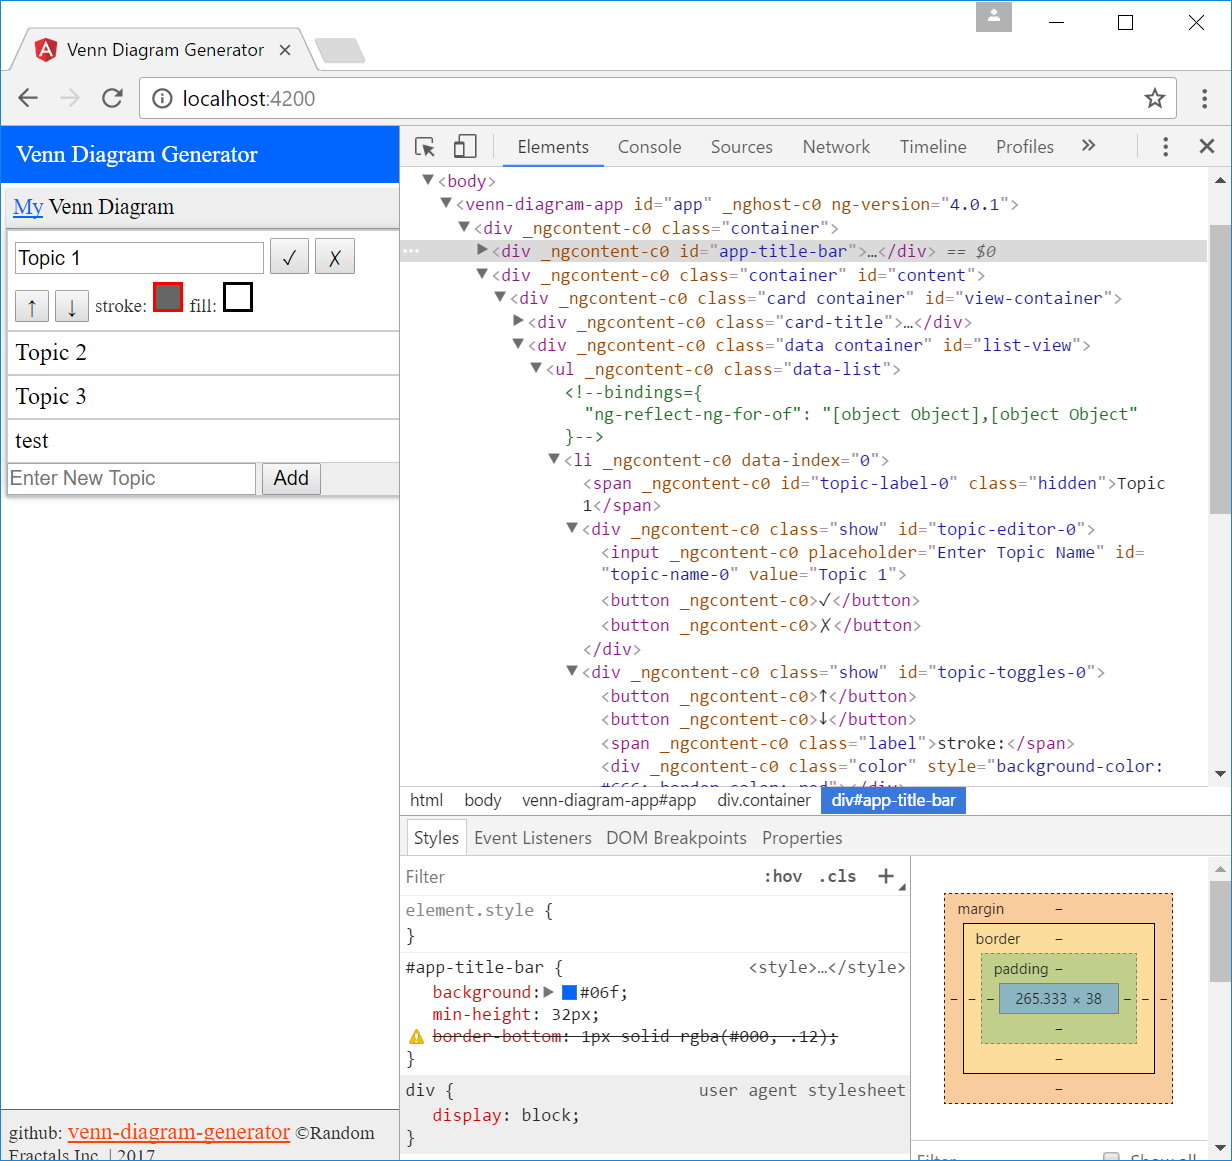 Venn Diagram Generator
localhost:4200
Venn Diagram Generator
My Venn Diagram
Topic 1 ✓ ✗
↑ ↓ stroke: fill:
Topic 2
Topic 3
test
Enter New Topic Add
github: venn-diagram-generator ©Random
Fractals Inc. | 2017
Elements Console Sources Network Timeline Profiles »
▼<body>
▼<venn-diagram-app id="app" _nghost-c0 ng-version="4.0.1">
▼<div _ngcontent-c0 class="container">
… ▶<div _ngcontent-c0 id="app-title-bar">…</div> == $0
▼<div _ngcontent-c0 class="container" id="content">
▼<div _ngcontent-c0 class="card container" id="view-container">
▶<div _ngcontent-c0 class="card-title">…</div>
▼<div _ngcontent-c0 class="data container" id="list-view">
▼<ul _ngcontent-c0 class="data-list">
<!--bindings={
"ng-reflect-ng-for-of": "[object Object],[object Object"
}-->
▼<li _ngcontent-c0 data-index="0">
<span _ngcontent-c0 id="topic-label-0" class="hidden">Topic
1</span>
▼<div _ngcontent-c0 class="show" id="topic-editor-0">
<input _ngcontent-c0 placeholder="Enter Topic Name" id=
"topic-name-0" value="Topic 1">
<button _ngcontent-c0>✓</button>
<button _ngcontent-c0>✗</button>
</div>
▼<div _ngcontent-c0 class="show" id="topic-toggles-0">
<button _ngcontent-c0>↑</button>
<button _ngcontent-c0>↓</button>
<span _ngcontent-c0 class="label">stroke:</span>
<div _ngcontent-c0 class="color" style="background-color:
#666; border-color: red"></div>
html body venn-diagram-app#app div.container div#app-title-bar
Styles Event Listeners DOM Breakpoints Properties
Filter :hov .cls +
element.style {
}
#app-title-bar { <style>…</style>
background:▶ #06f;
min-height: 32px;
border-bottom: 1px solid rgba(#000, .12);
}
div { user agent stylesheet
display: block;
}
margin –
border –
padding –
– – – 265.333 × 38 – – –
–
–
–
Filter Show all